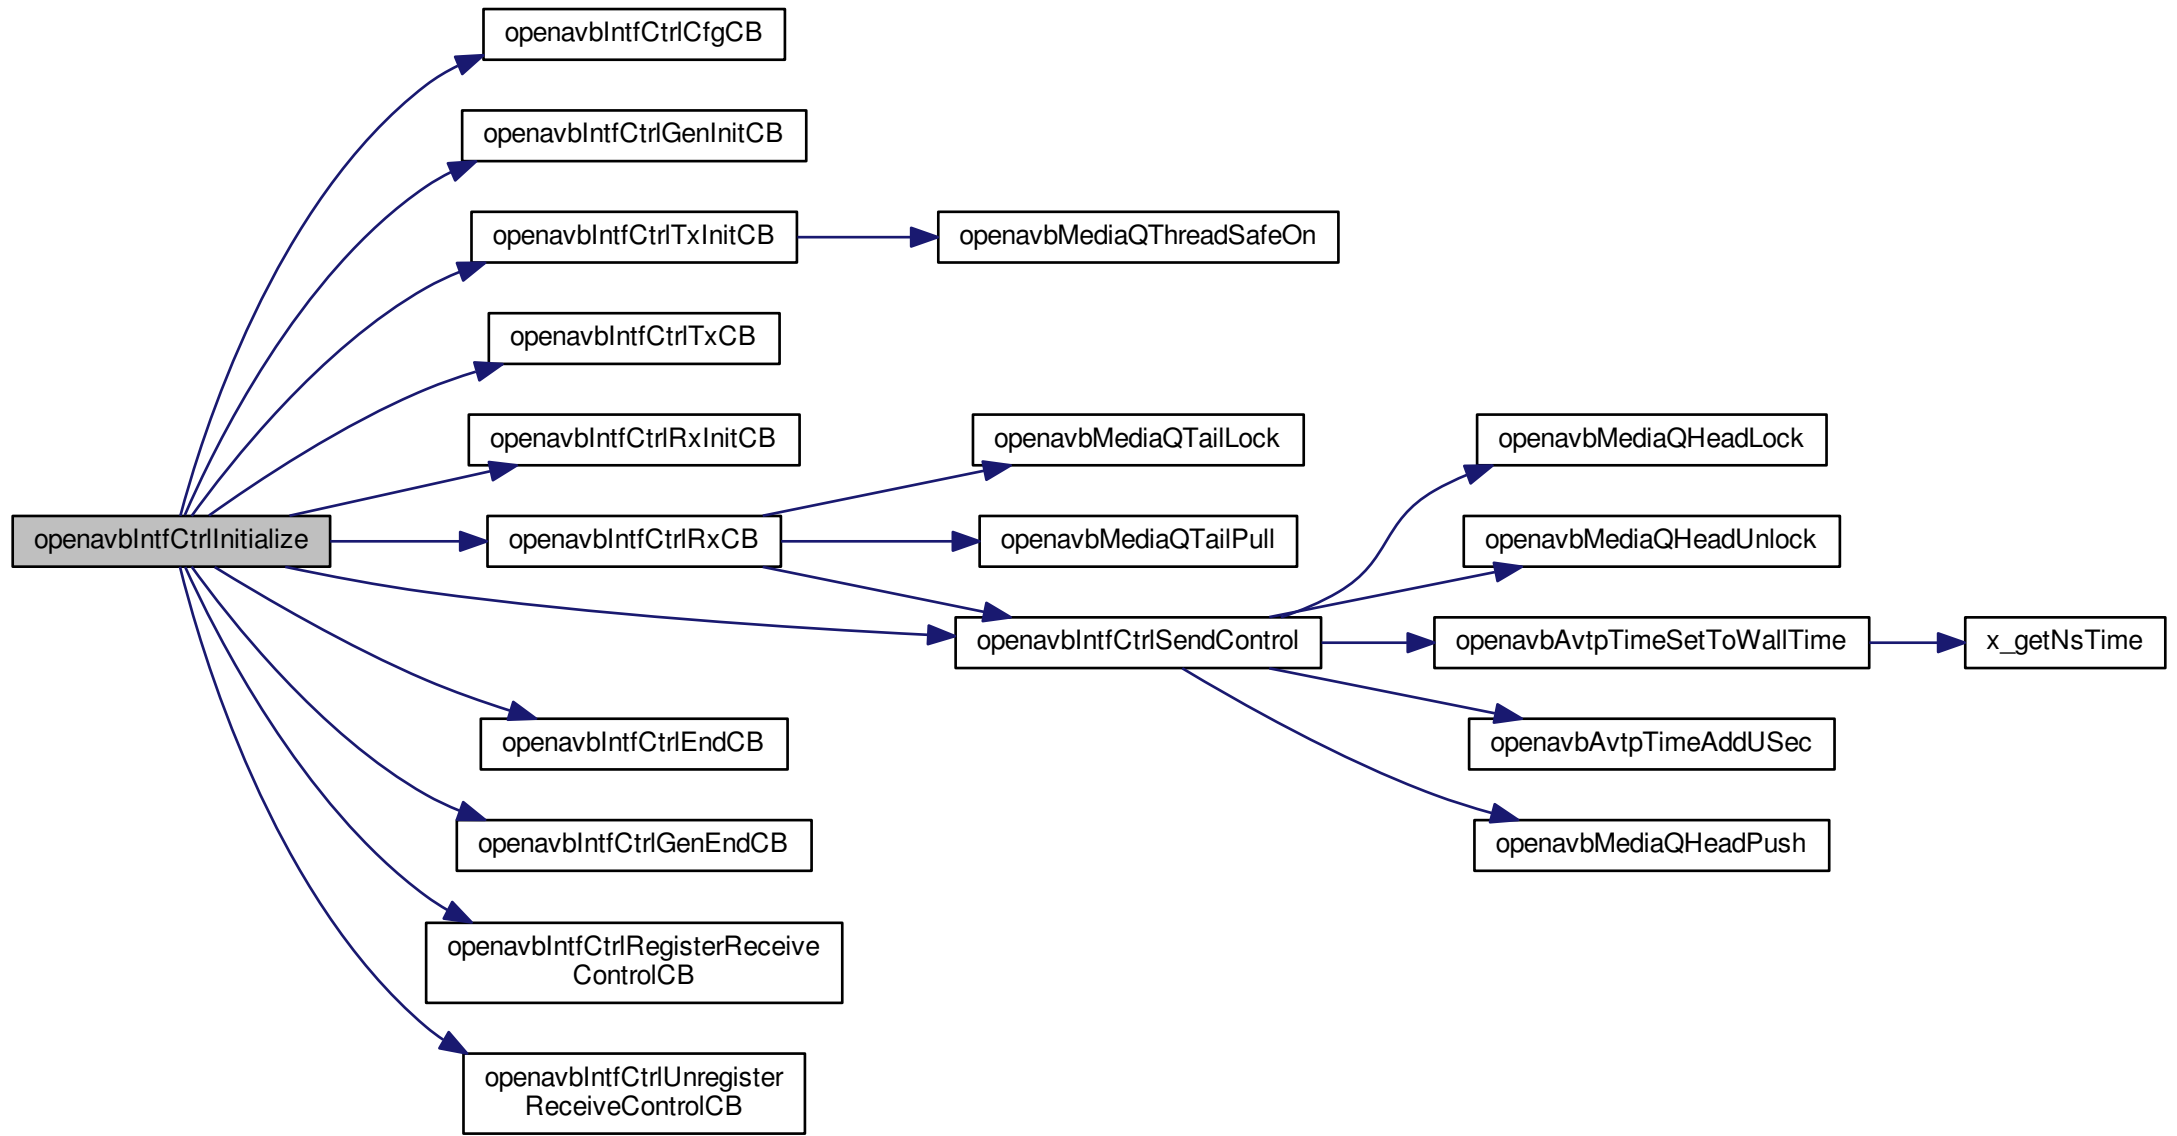 openavbIntfCtrlInitialize
openavbIntfCtrlCfgCB
openavbIntfCtrlGenInitCB
openavbIntfCtrlTxInitCB
openavbIntfCtrlTxCB
openavbIntfCtrlRxInitCB
openavbIntfCtrlRxCB
openavbIntfCtrlEndCB
openavbIntfCtrlGenEndCB
openavbIntfCtrlRegisterReceive
ControlCB
openavbIntfCtrlUnregister
ReceiveControlCB
openavbMediaQThreadSafeOn
openavbMediaQTailLock
openavbMediaQTailPull
openavbIntfCtrlSendControl
openavbMediaQHeadLock
openavbMediaQHeadUnlock
openavbAvtpTimeSetToWallTime
openavbAvtpTimeAddUSec
openavbMediaQHeadPush
x_getNsTime